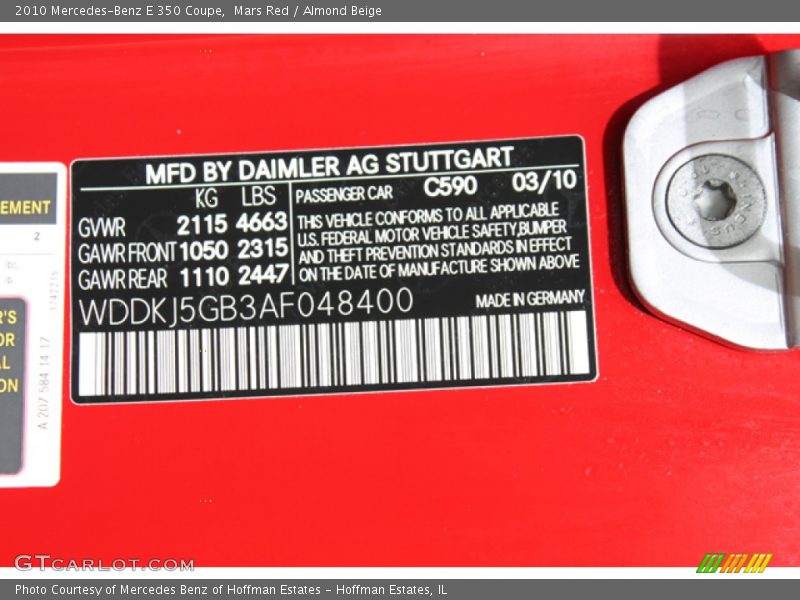 2010 Mercedes-Benz E 350 Coupe,  Mars Red / Almond Beige
MFD BY DAIMLER AG STUTTGART
KG LBS PASSENGER CAR C590 03/10
GVWR 2115 4663
GAWR FRONT 1050 2315
GAWR REAR 1110 2447
THIS VEHICLE CONFORMS TO ALL APPLICABLE
U.S. FEDERAL MOTOR VEHICLE SAFETY,BUMPER
AND THEFT PREVENTION STANDARDS IN EFFECT
ON THE DATE OF MANUFACTURE SHOWN ABOVE
WDDKJ5GB3AF048400 MADE IN GERMANY
EMENT
2
R'S
OR
AL
ON
A 207 584 14 17
GTCARLOT.COM
Photo Courtesy of Mercedes Benz of Hoffman Estates - Hoffman Estates, IL